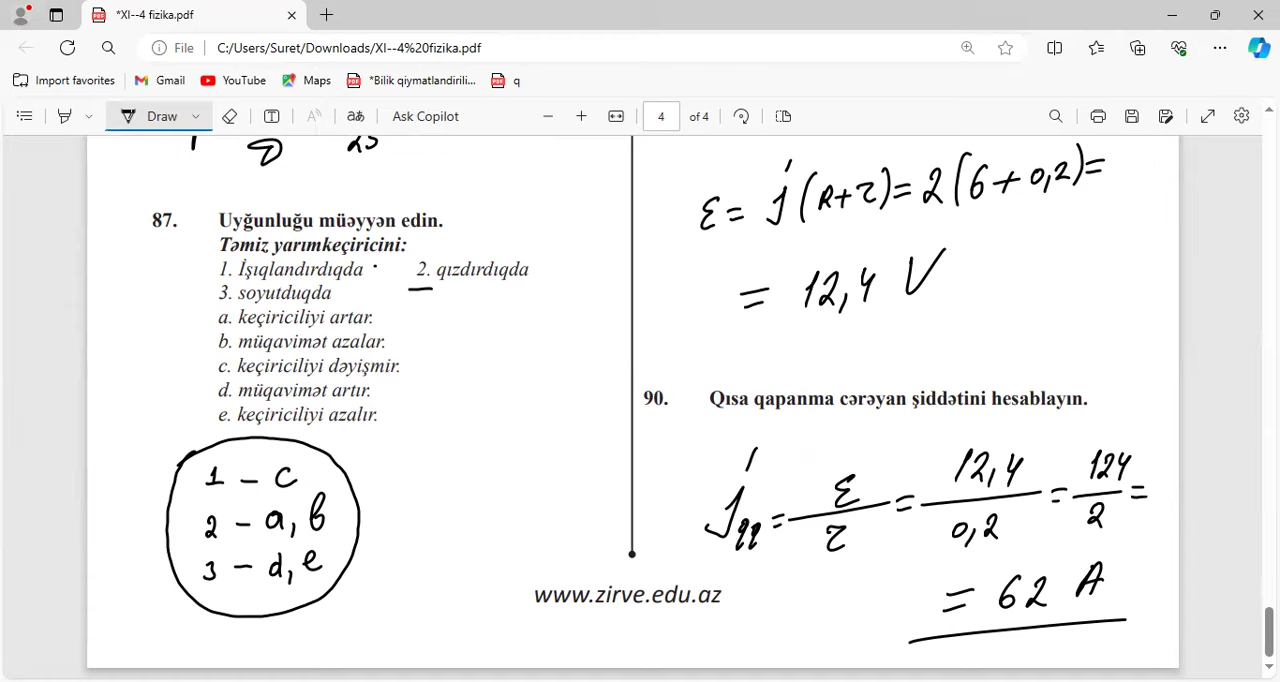 *XI--4 fizika.pdf
File C:/Users/Suret/Downloads/XI--4%20fizika.pdf
Import favorites Gmail YouTube Maps *Bilik qiymatlandirili... q
Draw Ask Copilot 4 of 4
87. Uyğunluğu müəyyən edin.
Təmiz yarımkeçiricini:
1. İşıqlandırdıqda 2. qızdırdıqda
3. soyutduqda
a. keçiriciliyi artar.
b. müqavimət azalar.
c. keçiriciliyi dəyişmir.
d. müqavimət artır.
e. keçiriciliyi azalır.
1 – c
2 – a, b
3 – d, e
ε = J(R+r) = 2(6+0,2) =
= 12,4 V
90. Qısa qapanma cərəyan şiddətini hesablayın.
Jqq = ε/r = 12,4/0,2 = 124/2 =
= 62 A
www.zirve.edu.az